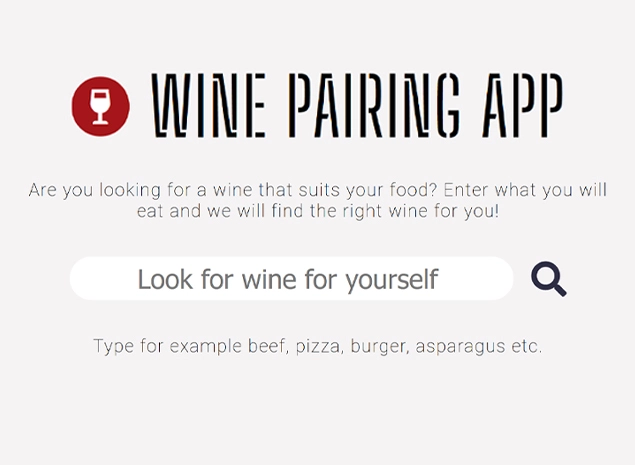 WINE PAIRING APP
Are you looking for a wine that suits your food? Enter what you will
eat and we will find the right wine for you!
Look for wine for yourself
Type for example beef, pizza, burger, asparagus etc.